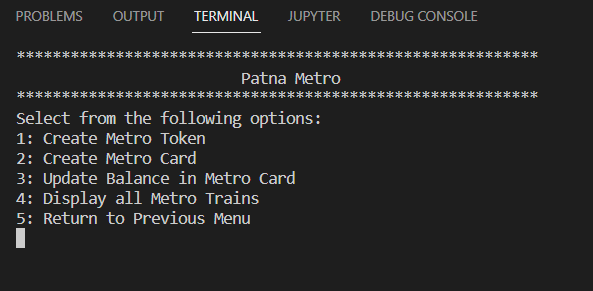 PROBLEMS OUTPUT TERMINAL JUPYTER DEBUG CONSOLE
**********************************************************
Patna Metro
**********************************************************
Select from the following options:
1: Create Metro Token
2: Create Metro Card
3: Update Balance in Metro Card
4: Display all Metro Trains
5: Return to Previous Menu